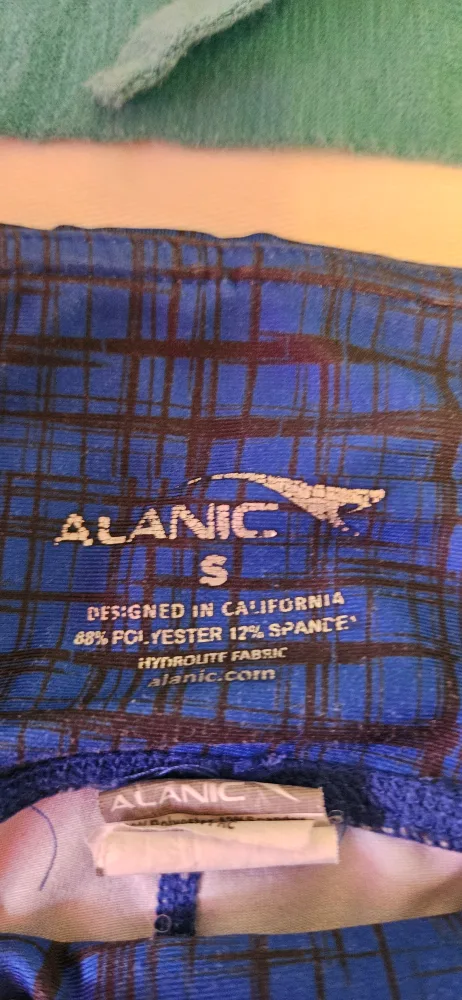 ALANIC
S
DESIGNED IN CALIFORNIA
88% POLYESTER 12% SPANDEX
HYDROLITE FABRIC
alanic.com
ALANIC